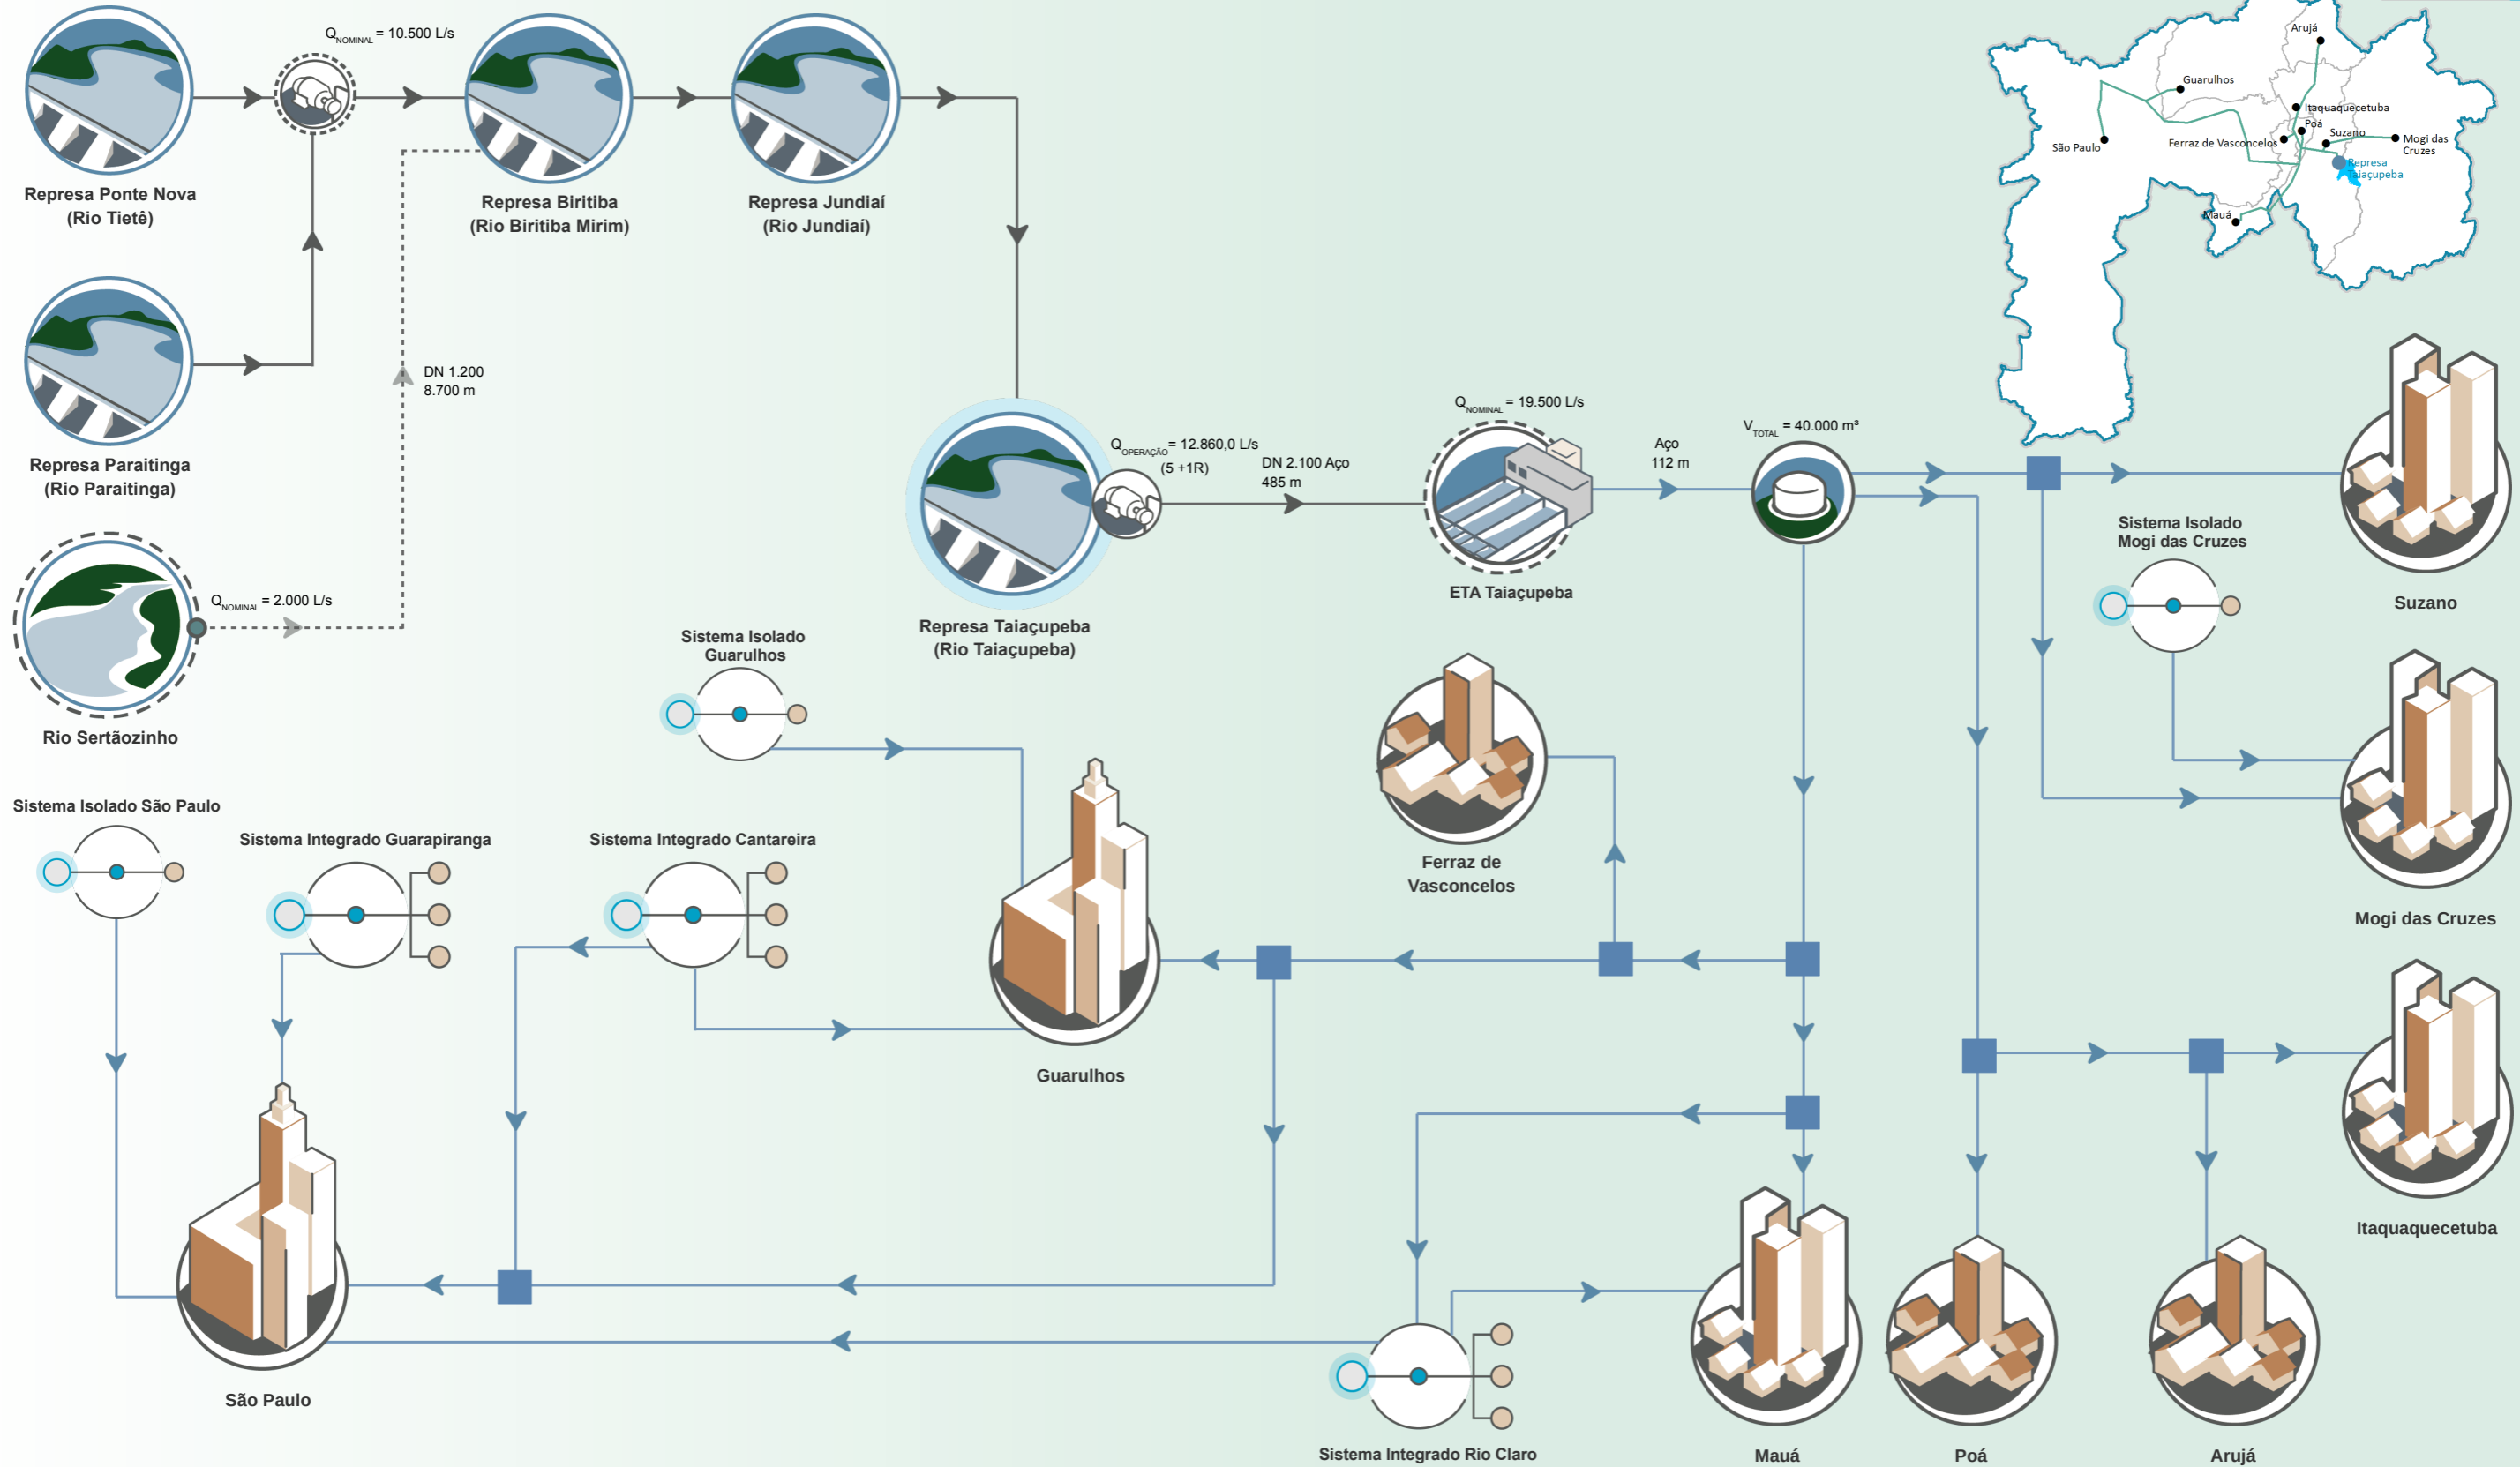 Q NOMINAL = 10.500 L/s
Represa Ponte Nova
(Rio Tietê)
Represa Biritiba
(Rio Biritiba Mirim)
Represa Jundiaí
(Rio Jundiaí)
Arujá
Guarulhos
Itaquaquecetuba
Poá
Suzano
Mogi das
Cruzes
São Paulo
Ferraz de Vasconcelos
Represa
Taiaçupeba
Mauá
DN 1.200
8.700 m
Represa Paraitinga
(Rio Paraitinga)
Q OPERAÇÃO = 12.860,0 L/s
(5 +1R)
DN 2.100 Aço
485 m
Q NOMINAL = 19.500 L/s
Aço
112 m
V TOTAL = 40.000 m³
Sistema Isolado
Mogi das Cruzes
Q NOMINAL = 2.000 L/s
Rio Sertãozinho
Represa Taiaçupeba
(Rio Taiaçupeba)
ETA Taiaçupeba
Suzano
Sistema Isolado
Guarulhos
Sistema Isolado São Paulo
Sistema Integrado Guarapiranga
Sistema Integrado Cantareira
Ferraz de
Vasconcelos
Mogi das Cruzes
Guarulhos
Itaquaquecetuba
São Paulo
Sistema Integrado Rio Claro
Mauá
Poá
Arujá